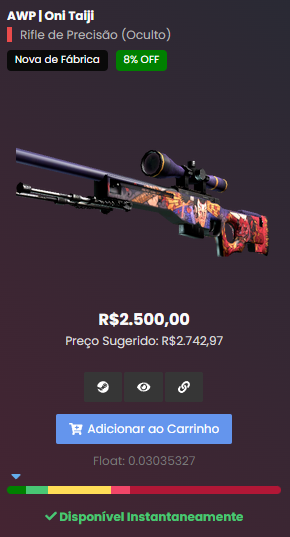 AWP | Oni Taiji
Rifle de Precisão (Oculto)
Nova de Fábrica 8% OFF
R$2.500,00
Preço Sugerido: R$2.742,97
Adicionar ao Carrinho
Float: 0.03035327
Disponível Instantaneamente